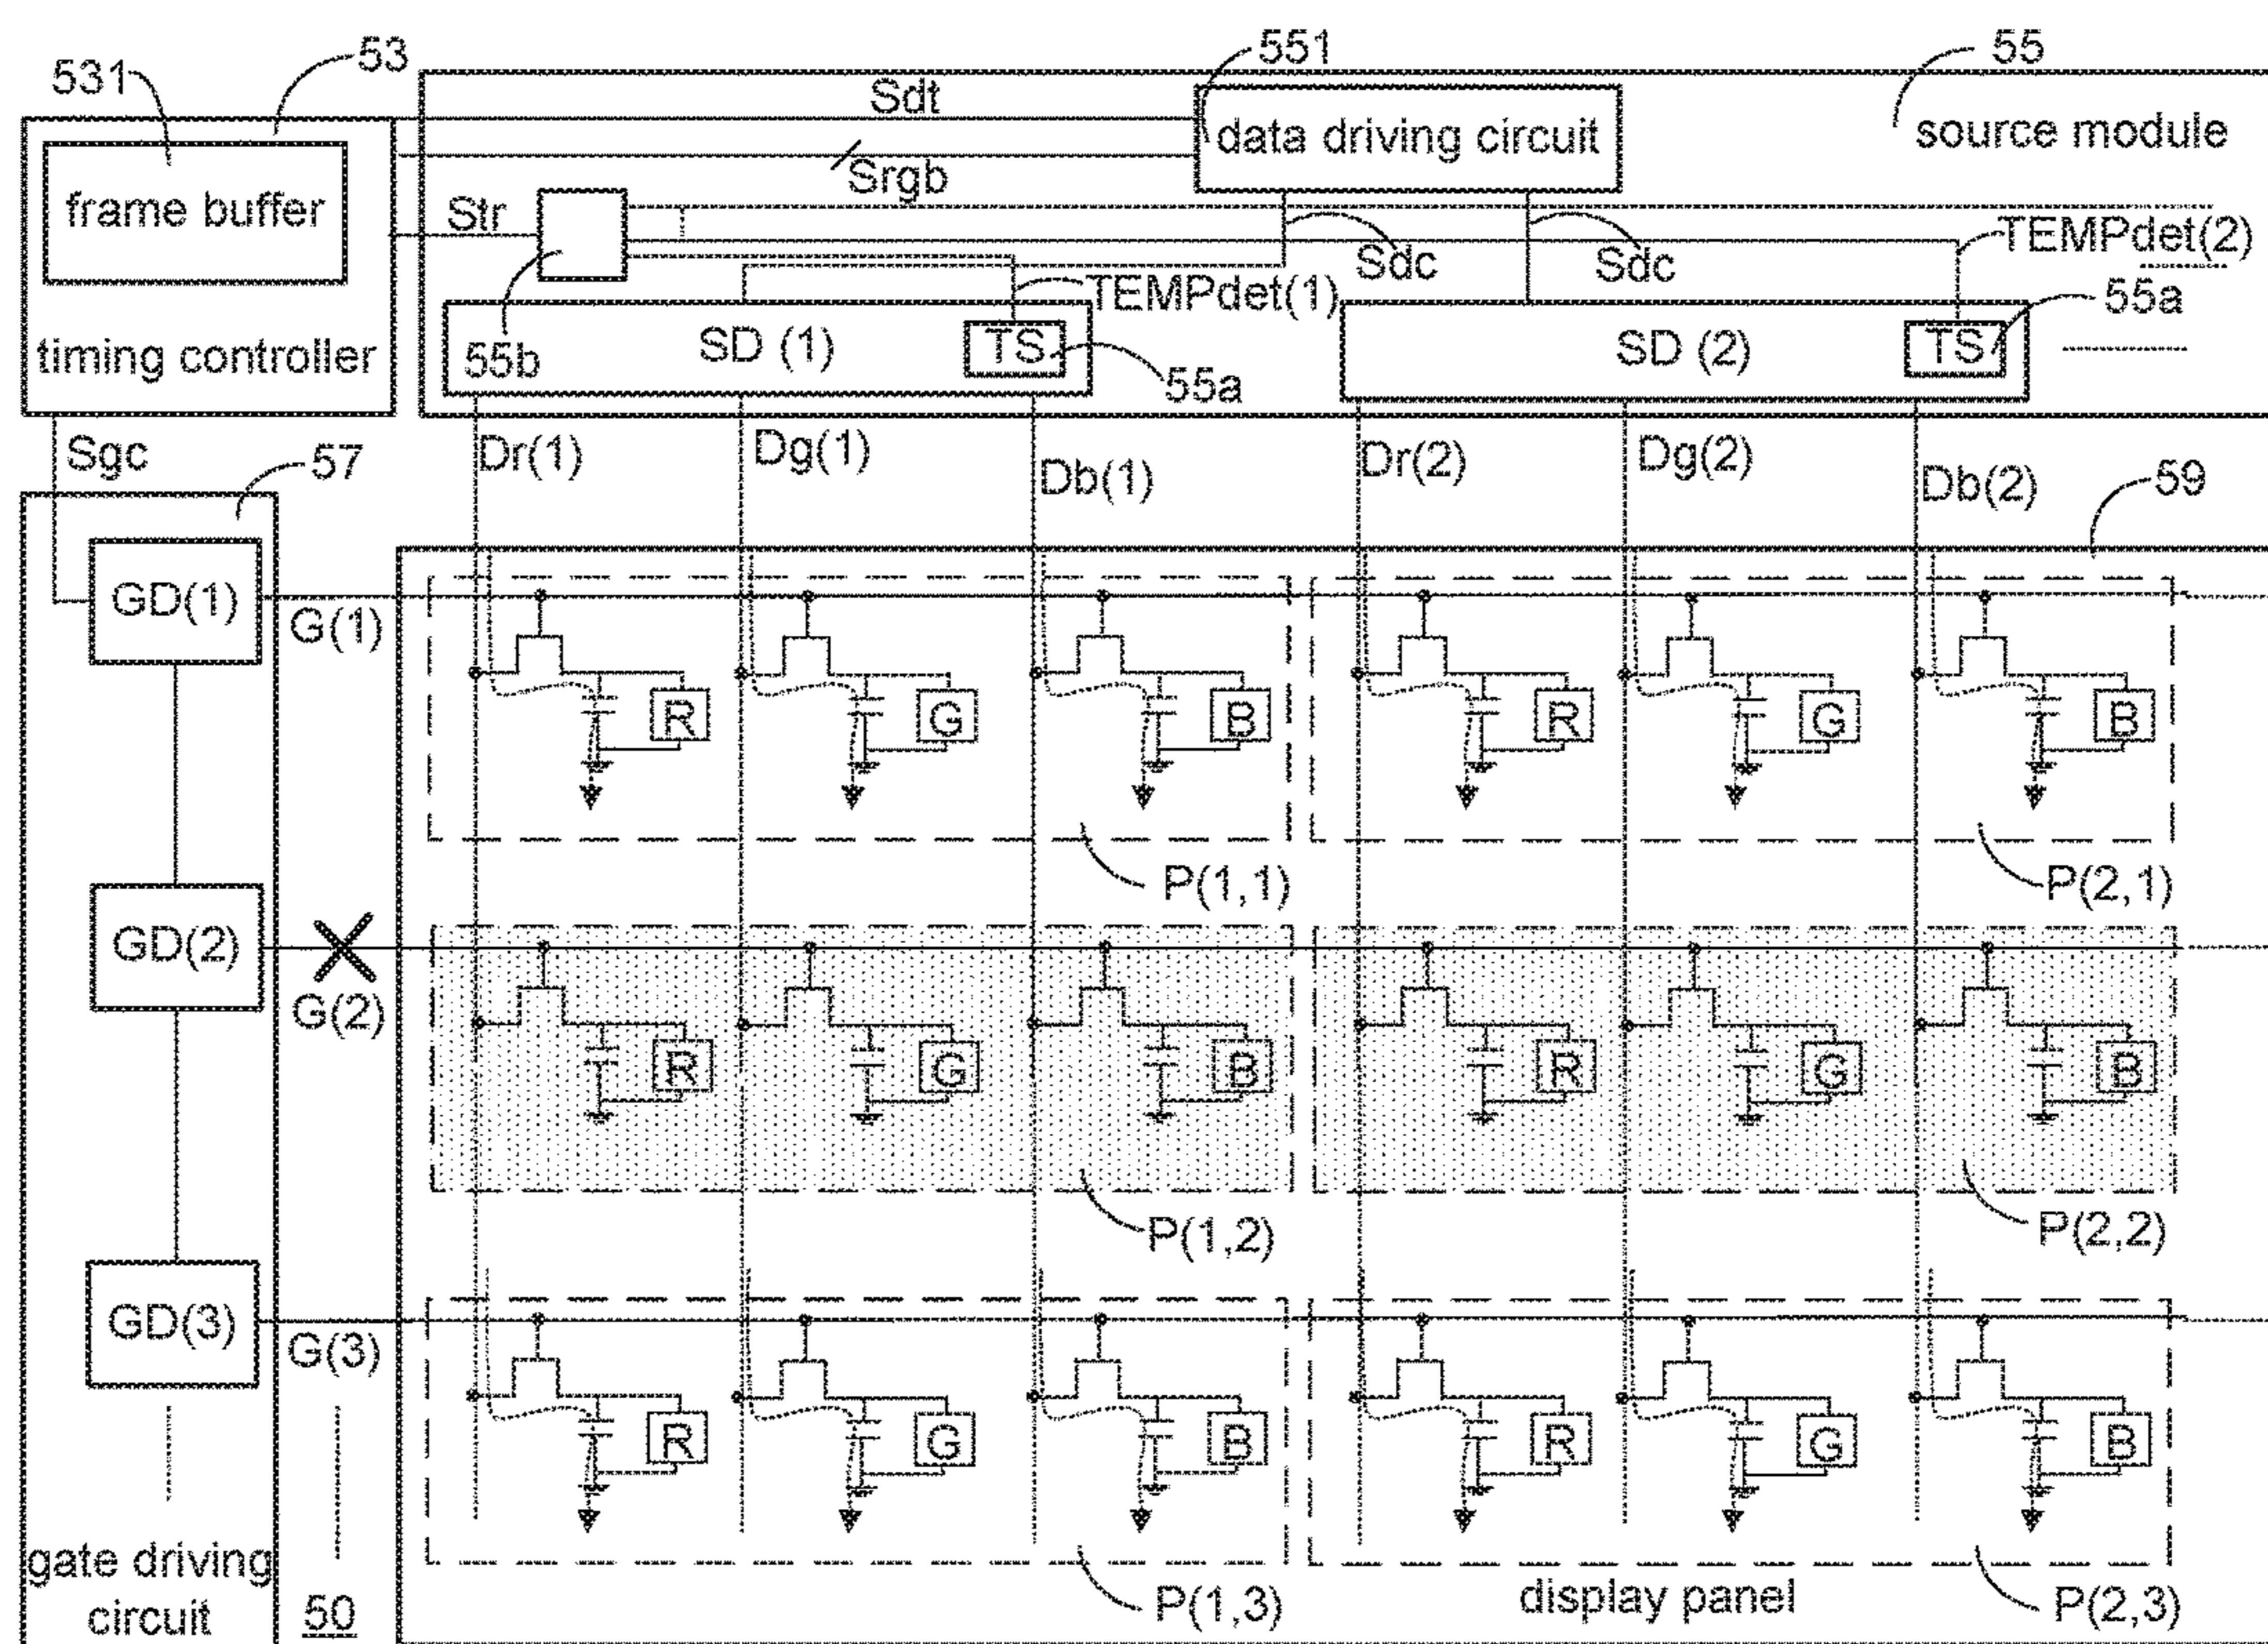 531
53
551
55
Sdt
data driving circuit
source module
frame buffer
Srgb
Str
Sdc
Sdc
TEMPdet(2)
TEMPdet(1)
timing controller
55b
SD (1)
TS
55a
SD (2)
TS
55a
Sgc
57
Dr(1)
Dg(1)
Db(1)
Dr(2)
Dg(2)
Db(2)
59
GD(1)
G(1)
R
G
B
R
G
B
P(1,1)
P(2,1)
GD(2)
G(2)
R
G
B
R
G
B
P(1,2)
P(2,2)
GD(3)
G(3)
R
G
B
R
G
B
gate driving
circuit
50
P(1,3)
display panel
P(2,3)